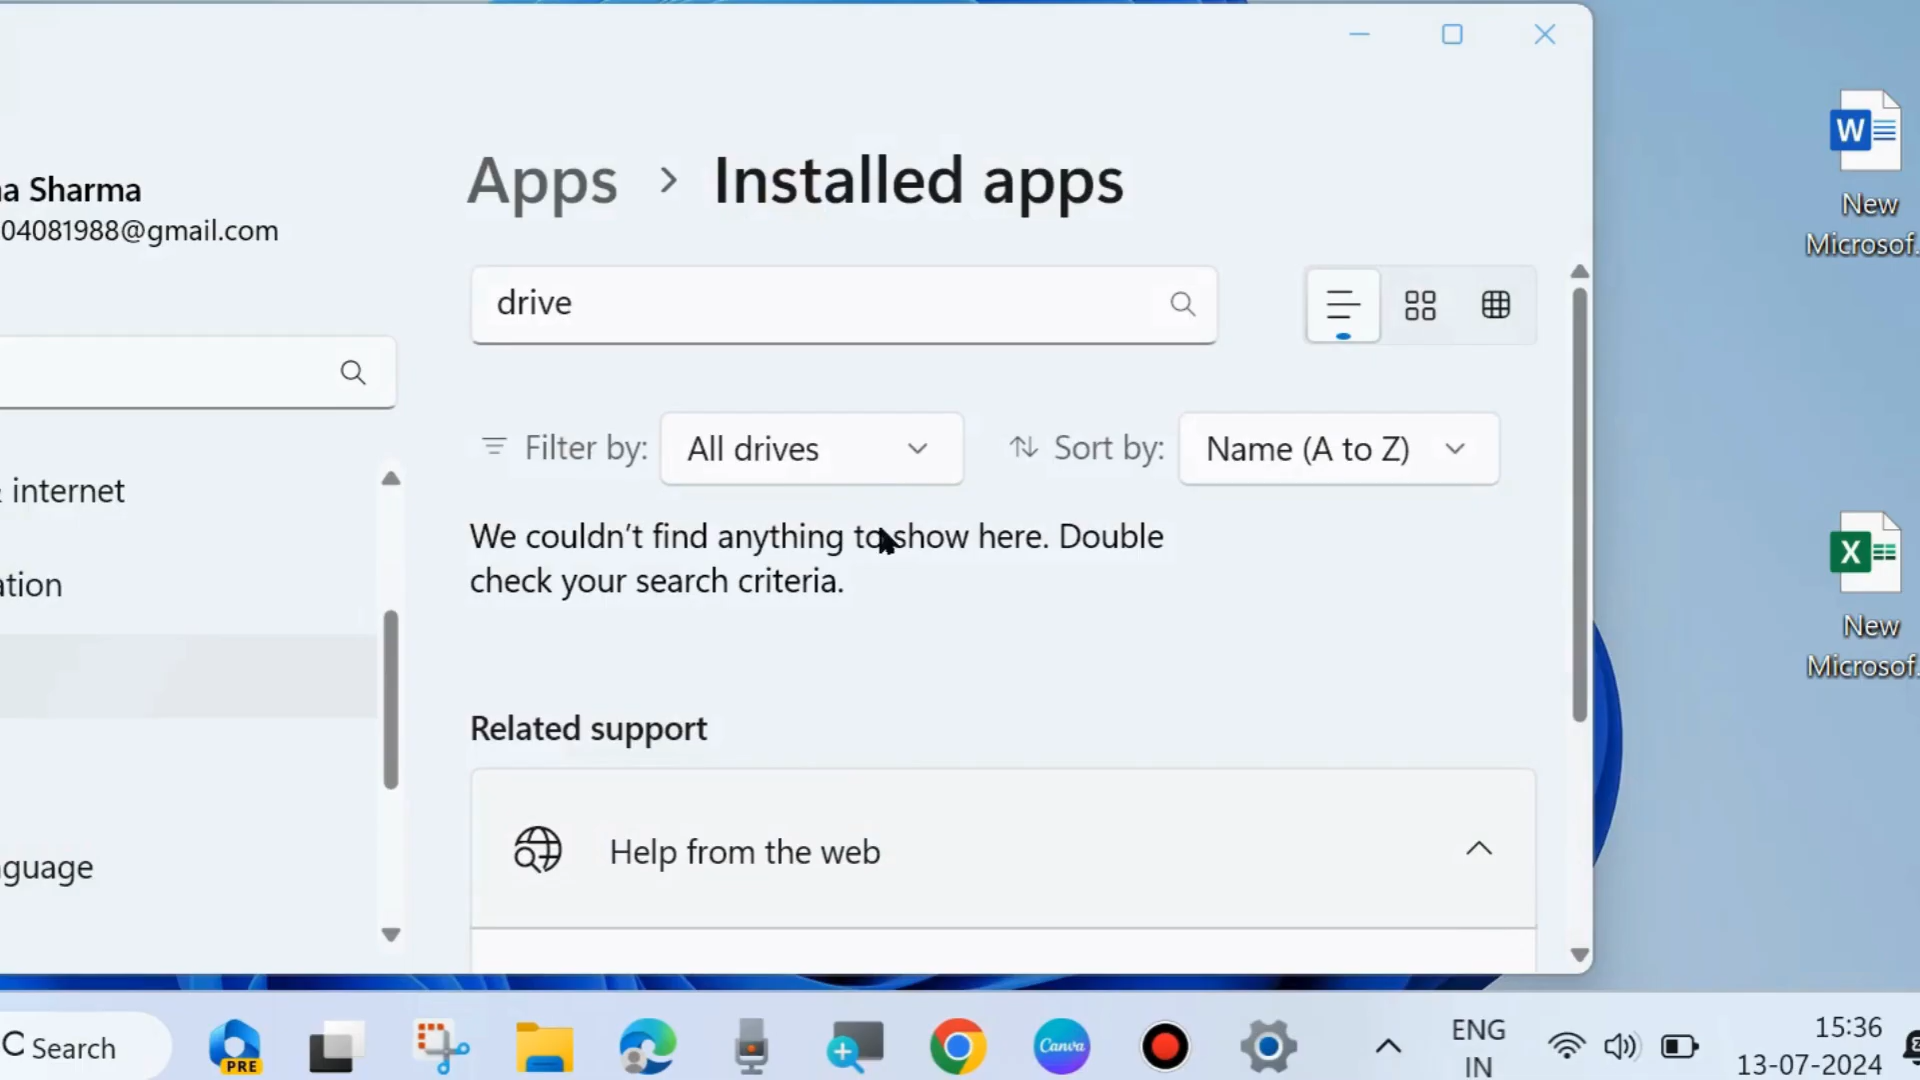 Apps > Installed apps
a Sharma
04081988@gmail.com
drive
Filter by: All drives
Sort by: Name (A to Z)
internet
We couldn't find anything to show here. Double
check your search criteria.
ation
Related support
Help from the web
guage
W
New
Microsof.
X
New
Microsof.
Search
PRE
Canva
ENG
IN
15:36
13-07-2024